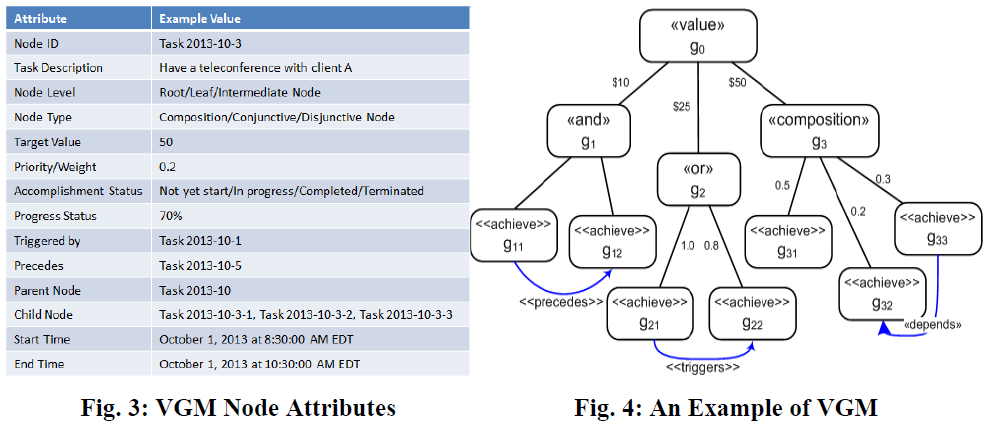 Attribute Example Value
Node ID Task 2013-10-3
Task Description Have a teleconference with client A
Node Level Root/Leaf/Intermediate Node
Node Type Composition/Conjunctive/Disjunctive Node
Target Value 50
Priority/Weight 0.2
Accomplishment Status Not yet start/In progress/Completed/Terminated
Progress Status 70%
Triggered by Task 2013-10-1
Precedes Task 2013-10-5
Parent Node Task 2013-10
Child Node Task 2013-10-3-1, Task 2013-10-3-2, Task 2013-10-3-3
Start Time October 1, 2013 at 8:30:00 AM EDT
End Time October 1, 2013 at 10:30:00 AM EDT
Fig. 3: VGM Node Attributes
«value»
g0
$10
$25
$50
«and»
g1
«or»
g2
«composition»
g3
0.5
0.2
0.3
<<achieve>>
g11
<<achieve>>
g12
1.0
0.8
<<achieve>>
g31
<<achieve>>
g33
<<precedes>>
<<achieve>>
g21
<<achieve>>
g22
<<achieve>>
g32
«depends»
<<triggers>>
Fig. 4: An Example of VGM